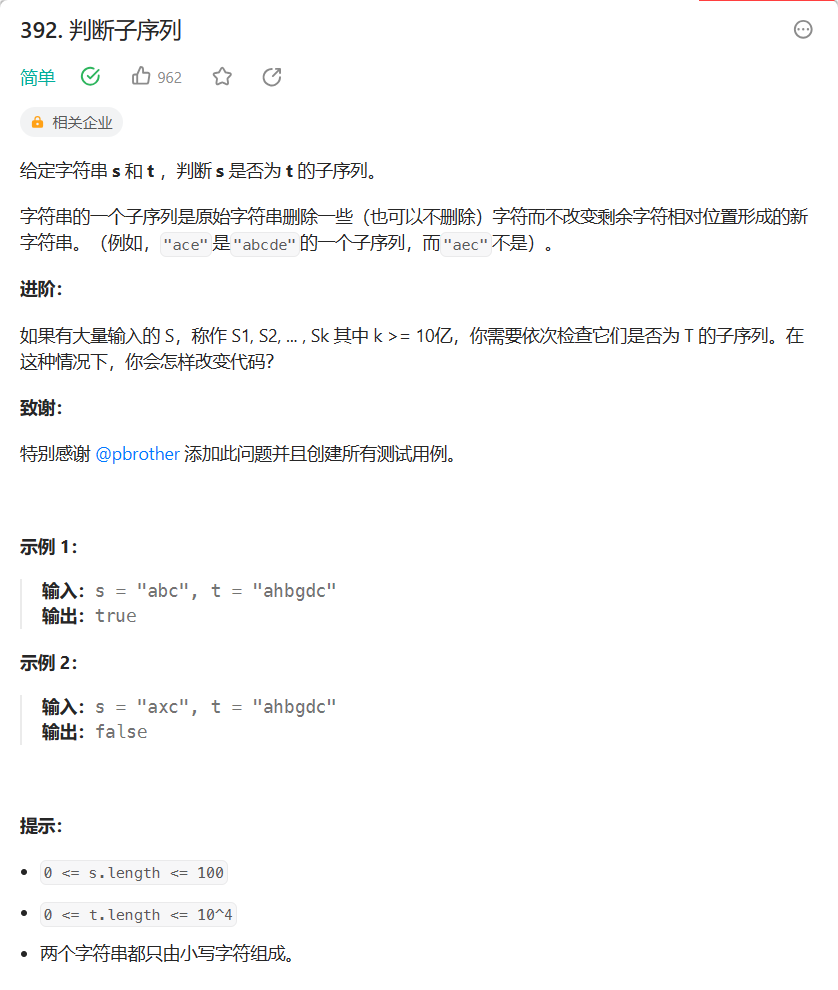 392. 判断子序列
简单 962
相关企业
给定字符串 s 和 t ，判断 s 是否为 t 的子序列。
字符串的一个子序列是原始字符串删除一些（也可以不删除）字符而不改变剩余字符相对位置形成的新
字符串。（例如，"ace"是"abcde"的一个子序列，而"aec"不是）。
进阶：
如果有大量输入的 S，称作 S1, S2, ... , Sk 其中 k >= 10亿，你需要依次检查它们是否为 T 的子序列。在
这种情况下，你会怎样改变代码？
致谢：
特别感谢 @pbrother 添加此问题并且创建所有测试用例。
示例 1：
输入：s = "abc", t = "ahbgdc"
输出：true
示例 2：
输入：s = "axc", t = "ahbgdc"
输出：false
提示：
• 0 <= s.length <= 100
• 0 <= t.length <= 10^4
• 两个字符串都只由小写字符组成。